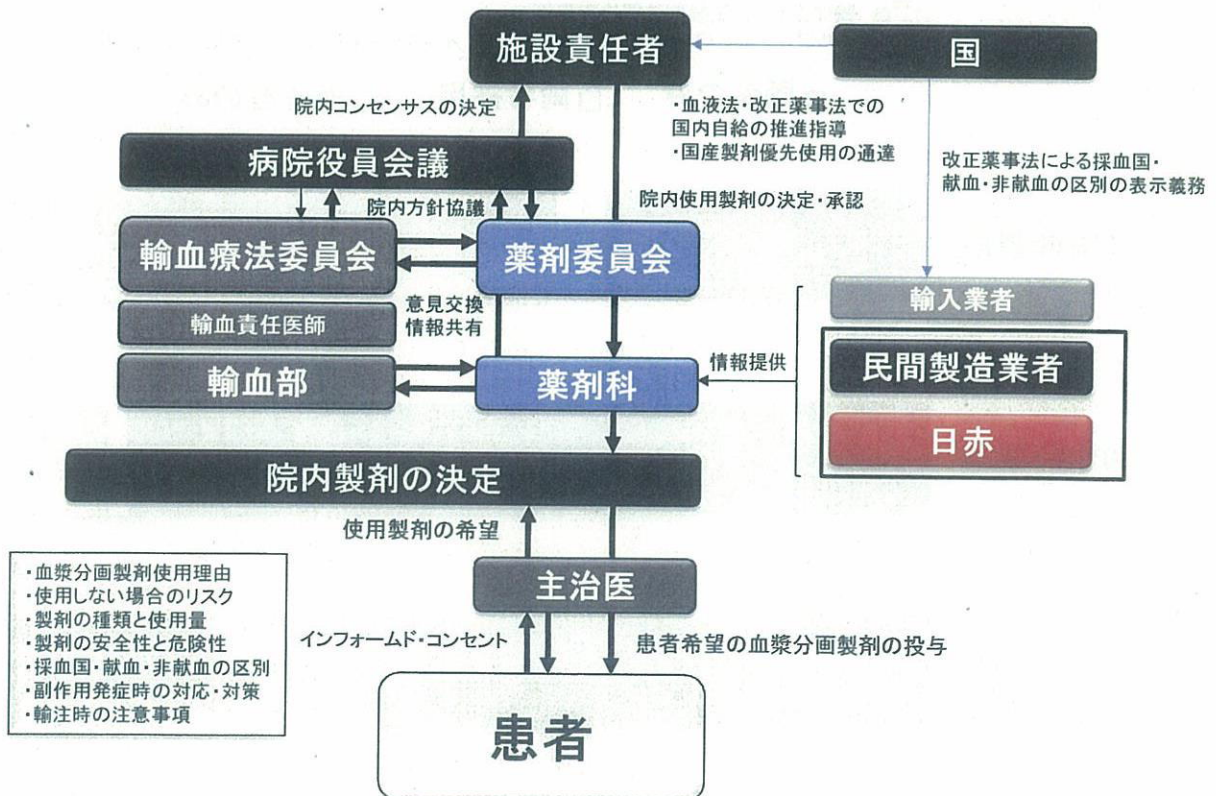 施設責任者
国
院内コンセンサスの決定
・血液法・改正薬事法での
国内自給の推進指導
・国産製剤優先使用の通達
改正薬事法による採血国・
献血・非献血の区別の表示義務
病院役員会議
院内方針協議
院内使用製剤の決定・承認
輸血療法委員会
薬剤委員会
輸入業者
輸血責任医師
意見交換
情報共有
民間製造業者
輸血部
薬剤科
情報提供
日赤
院内製剤の決定
使用製剤の希望
・血漿分画製剤使用理由
・使用しない場合のリスク
・製剤の種類と使用量
・製剤の安全性と危険性
・採血国・献血・非献血の区別
・副作用発症時の対応・対策
・輸注時の注意事項
主治医
インフォームド・コンセント
患者希望の血漿分画製剤の投与
患者